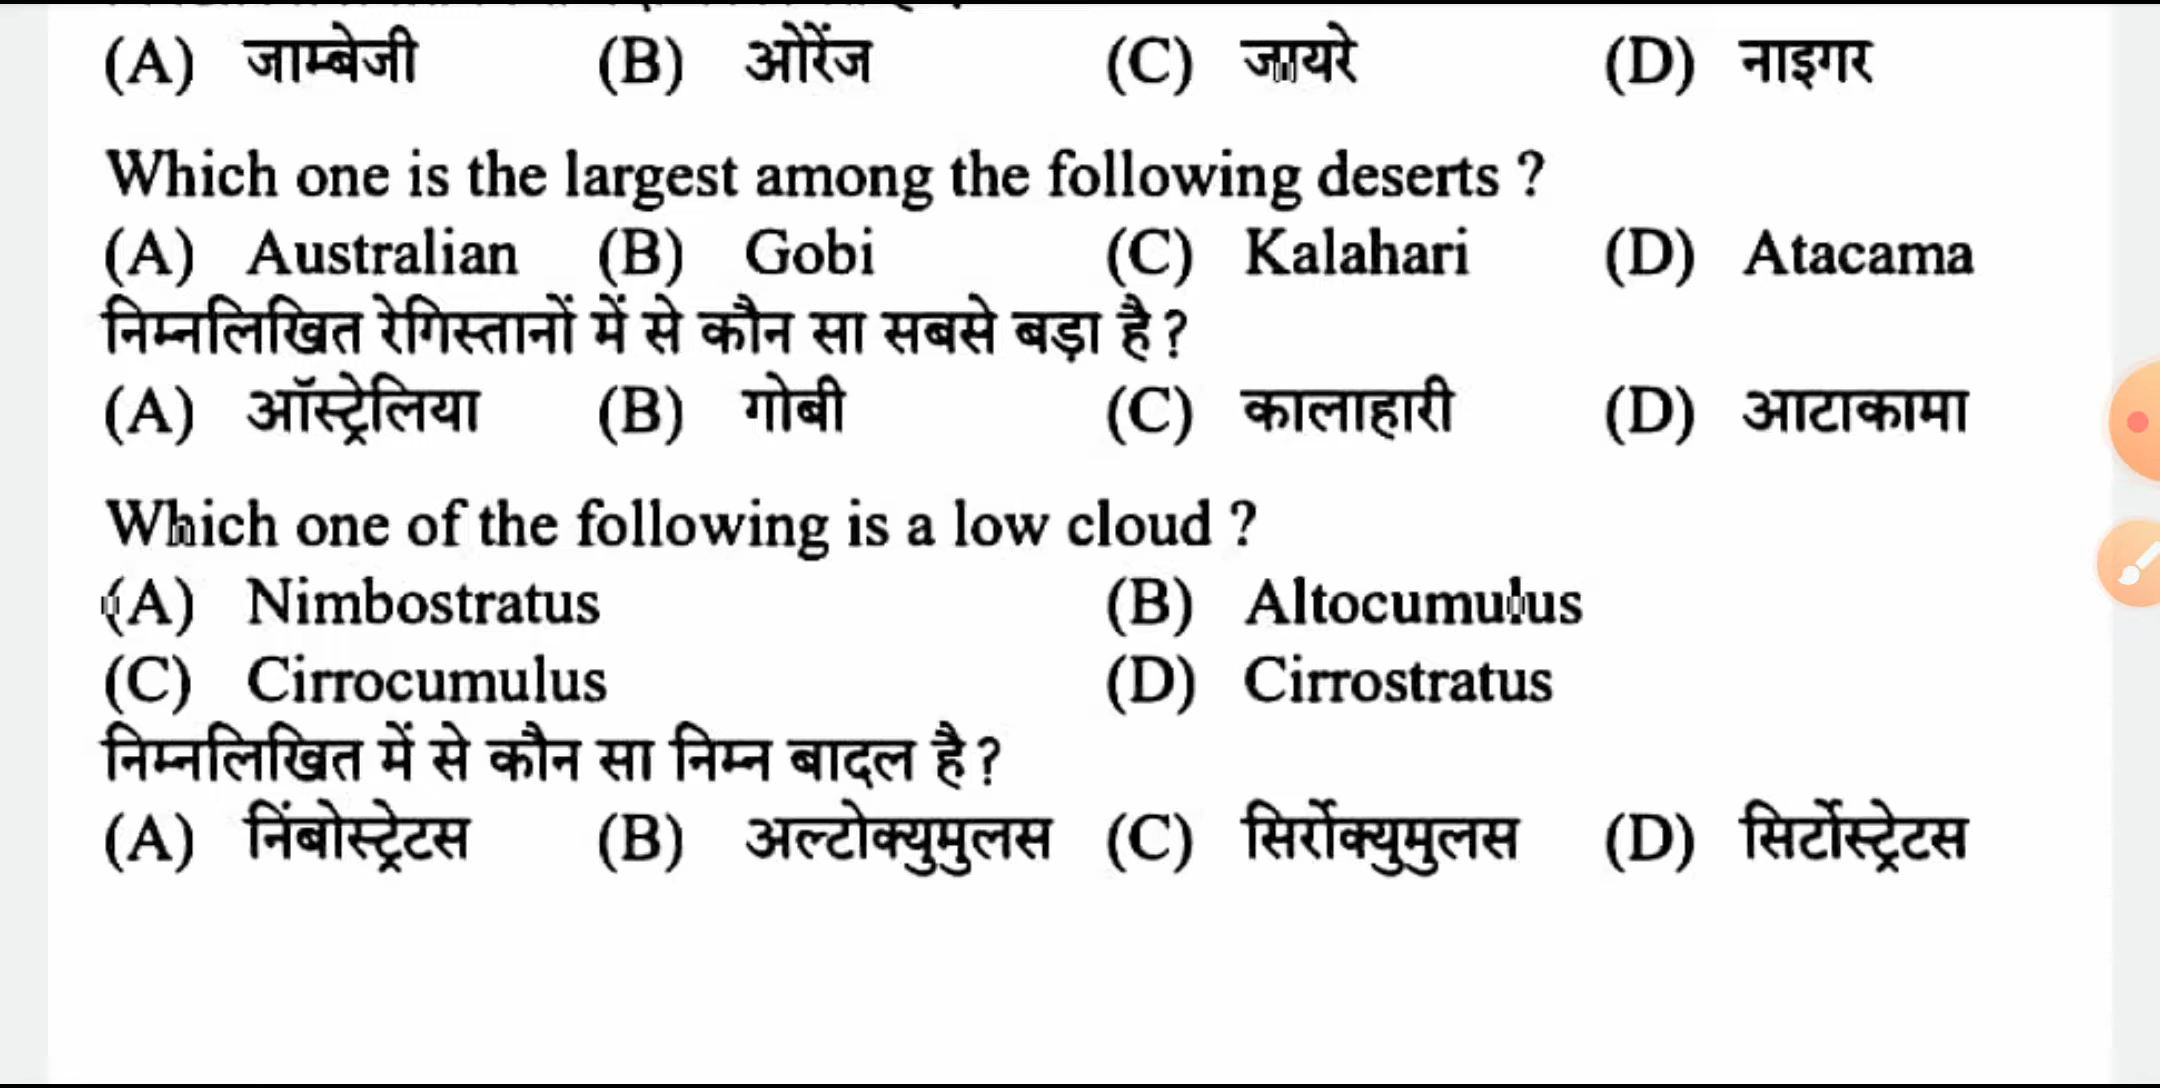 (A) जाम्बेजी (B) ओरेंज (C) जायरे (D) नाइगर
Which one is the largest among the following deserts ?
(A) Australian (B) Gobi (C) Kalahari (D) Atacama
निम्नलिखित रेगिस्तानों में से कौन सा सबसे बड़ा है ?
(A) ऑस्ट्रेलिया (B) गोबी (C) कालाहारी (D) आटाकामा
Which one of the following is a low cloud ?
(A) Nimbostratus (B) Altocumulus
(C) Cirrocumulus (D) Cirrostratus
निम्नलिखित में से कौन सा निम्न बादल है ?
(A) निंबोस्ट्रेटस (B) अल्टोक्युमुलस (C) सिर्रोक्युमुलस (D) सिर्टोस्ट्रेटस